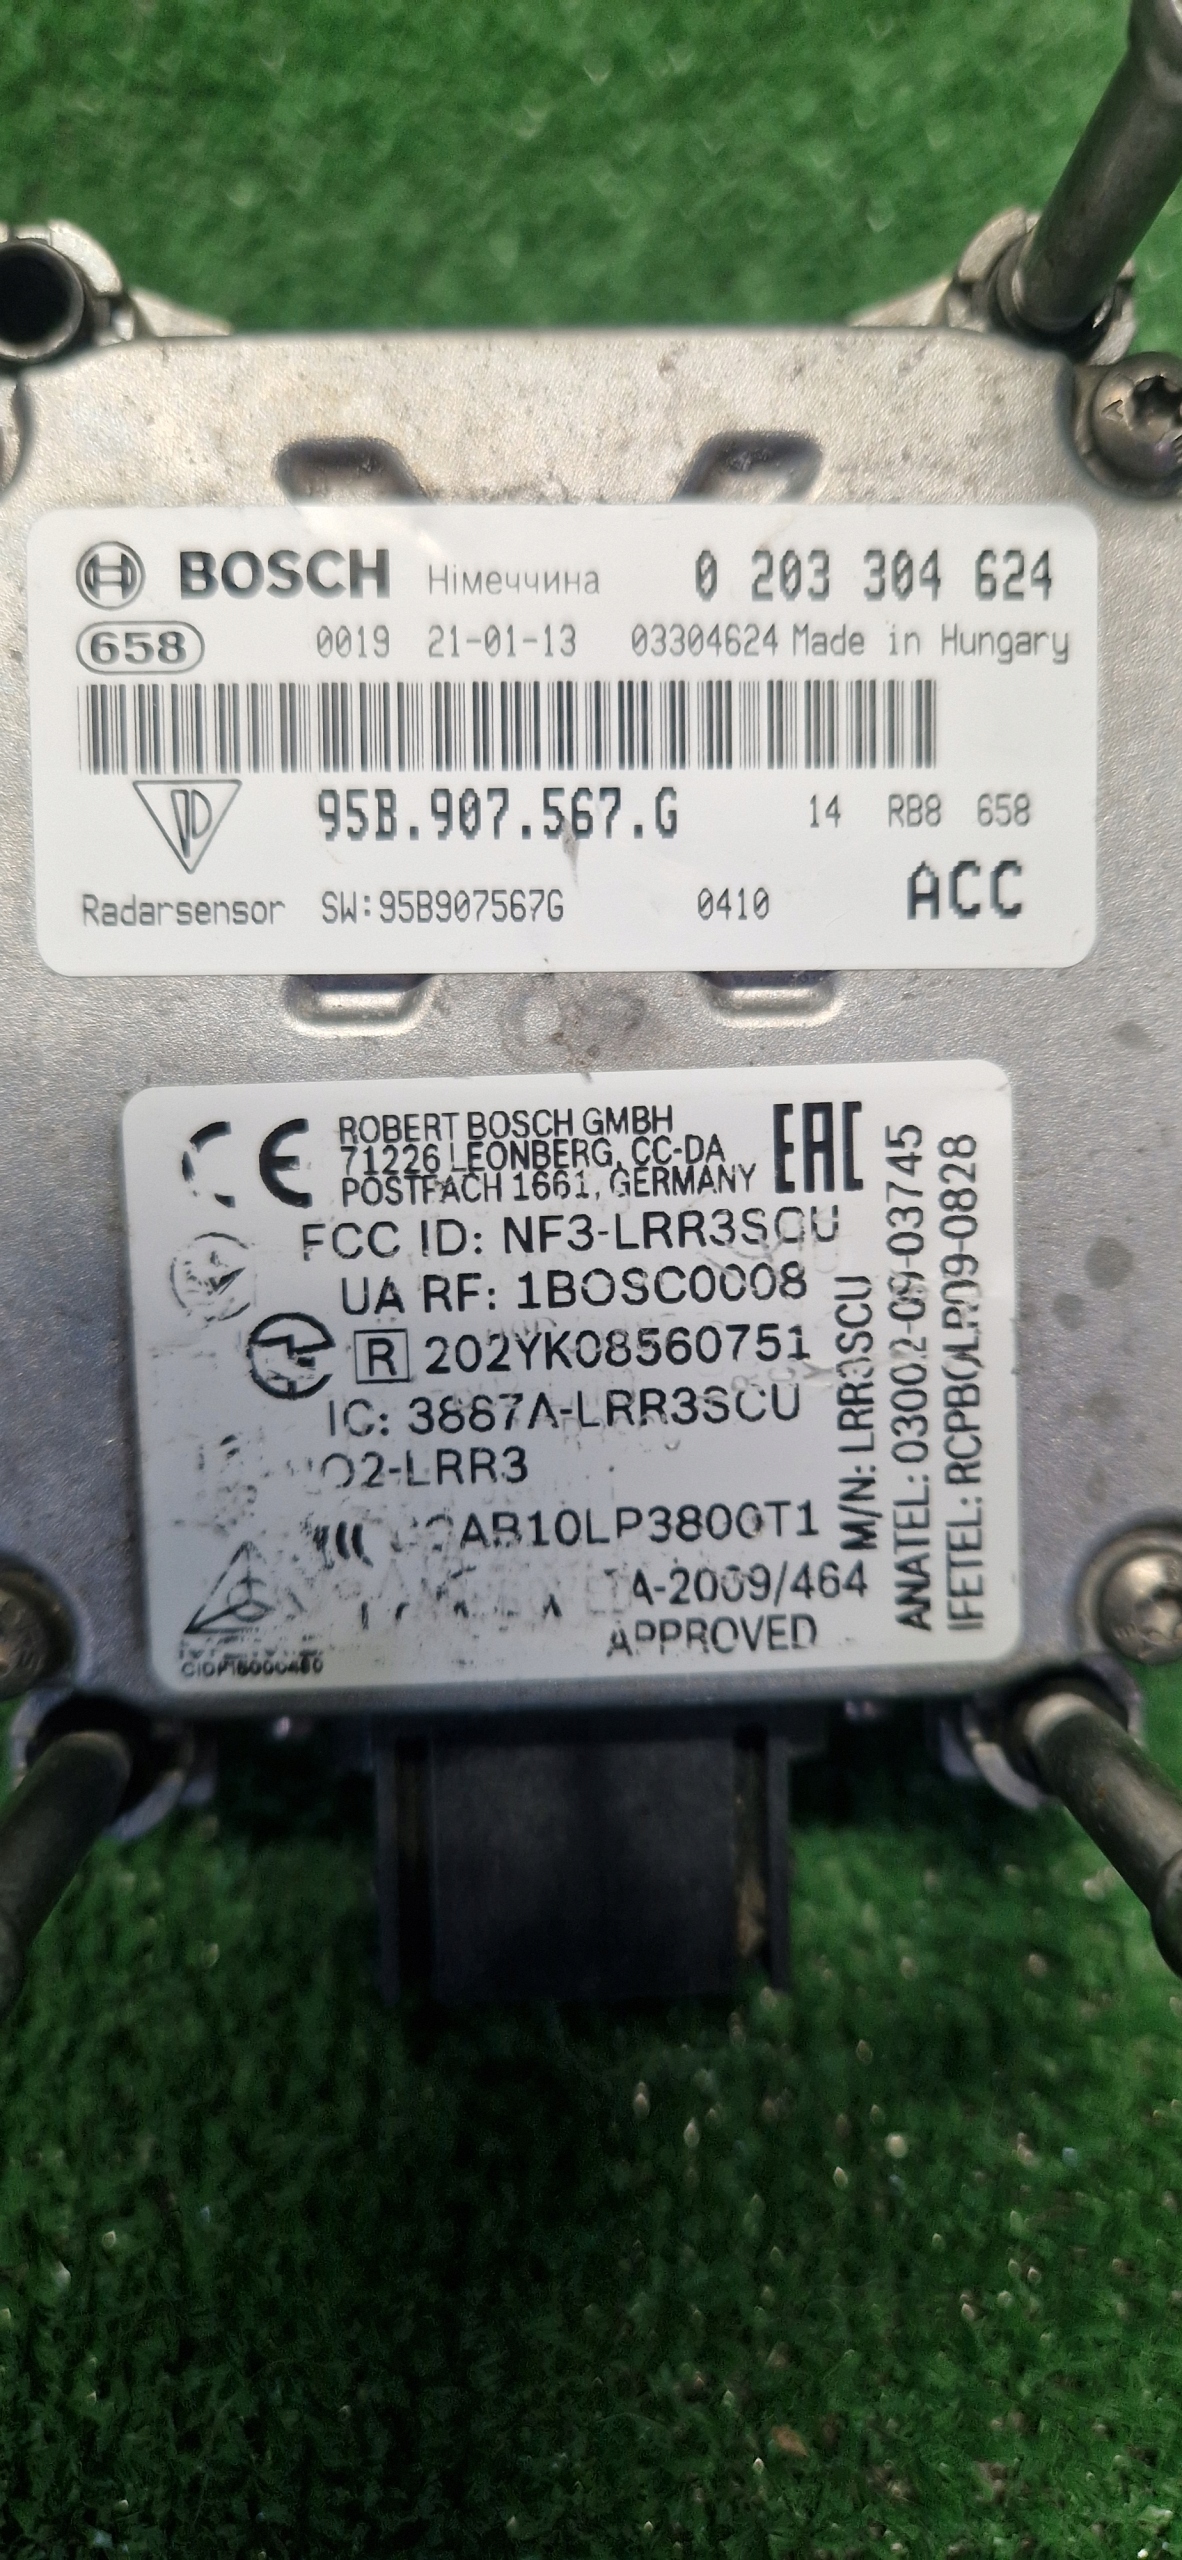 BOSCH Німеччина 0 203 304 624
658 0019 21-01-13 03304624 Made in Hungary
95B.907.567.G 14 RB8 658
Radarsensor SW:95B907567G 0410 ACC
CE ROBERT BOSCH GMBH EAC
71226 LEONBERG, CC-DA
POSTFACH 1661, GERMANY
FCC ID: NF3-LRR3SCU
UA RF: 1BOSC0008
R 202YK08560751
IC: 3887A-LRR3SCU
02-LRR3
AB10LP3800T1
A-2009/464
APPROVED
M/N: LRR3SCU
ANATEL: 03002-09-03745
IFETEL: RCPBOLR09-0828